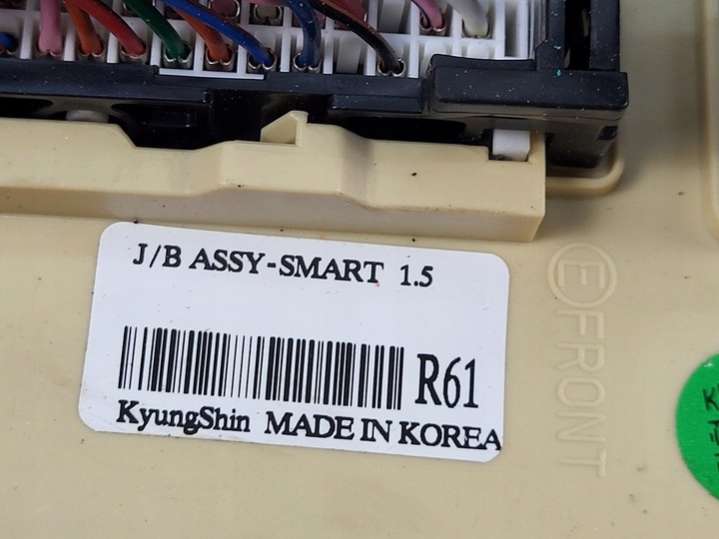 J/B ASSY-SMART 1.5
R61
KyungShin MADE IN KOREA
E FRONT